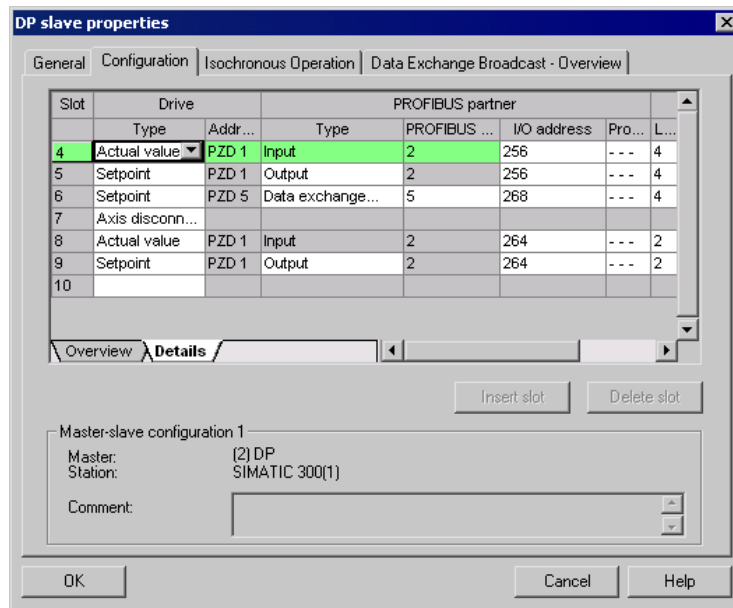 DP slave properties
General Configuration Isochronous Operation Data Exchange Broadcast - Overview
Slot Drive PROFIBUS partner
Type Addr... Type PROFIBUS ... I/O address Pro... L...
4 Actual value PZD 1 Input 2 256 - - - 4
5 Setpoint PZD 1 Output 2 256 - - - 4
6 Setpoint PZD 5 Data exchange... 5 268 - - - 4
7 Axis disconn...
8 Actual value PZD 1 Input 2 264 - - - 2
9 Setpoint PZD 1 Output 2 264 - - - 2
10
Overview Details
Insert slot Delete slot
Master-slave configuration 1
Master: (2) DP
Station: SIMATIC 300(1)
Comment:
OK Cancel Help